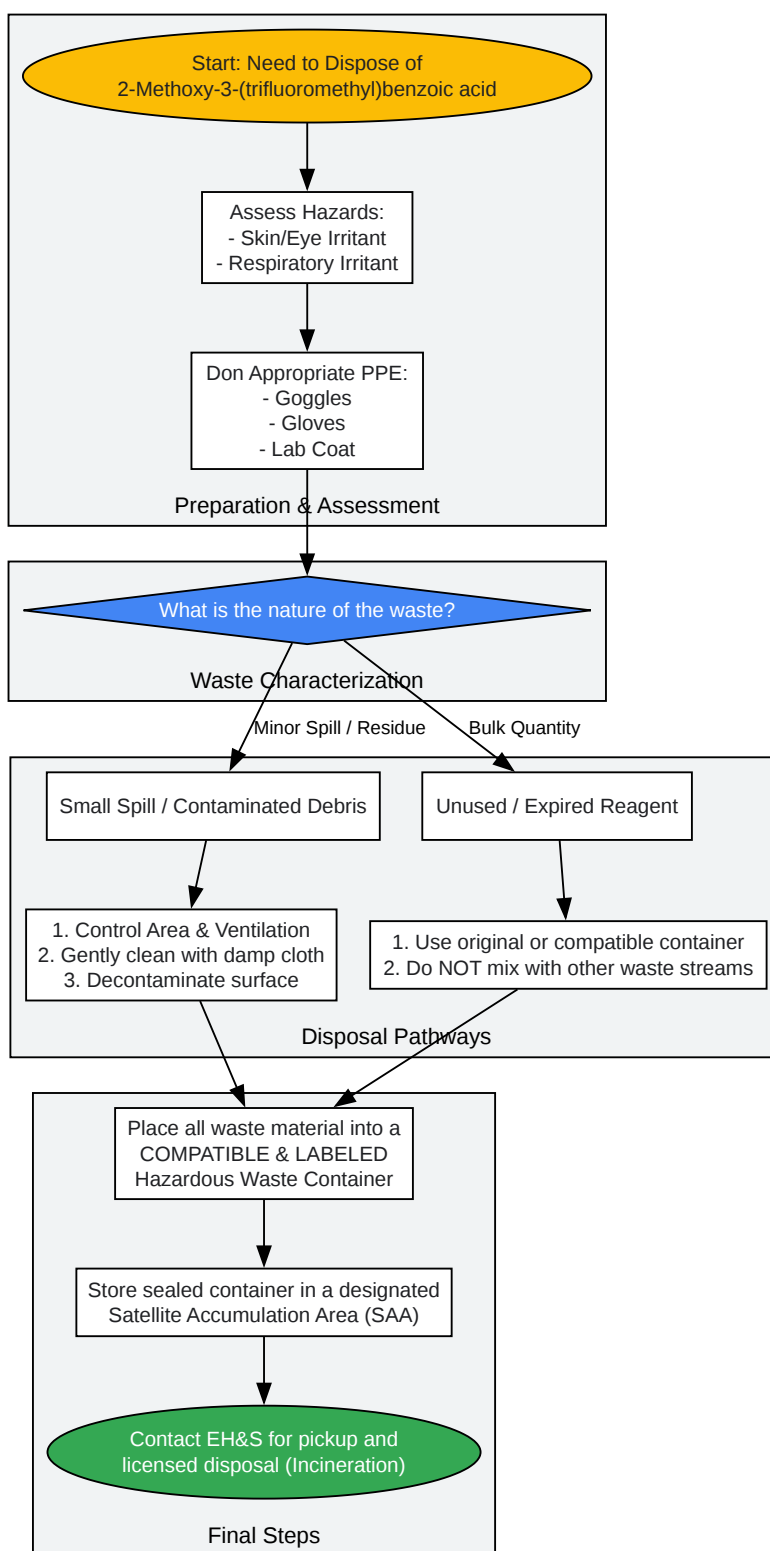 Start: Need to Dispose of
2-Methoxy-3-(trifluoromethyl)benzoic acid
Assess Hazards:
- Skin/Eye Irritant
- Respiratory Irritant
Don Appropriate PPE:
- Goggles
- Gloves
- Lab Coat
Preparation & Assessment
What is the nature of the waste?
Waste Characterization
Minor Spill / Residue
Bulk Quantity
Small Spill / Contaminated Debris
Unused / Expired Reagent
1. Control Area & Ventilation
2. Gently clean with damp cloth
3. Decontaminate surface
1. Use original or compatible container
2. Do NOT mix with other waste streams
Disposal Pathways
Place all waste material into a
COMPATIBLE & LABELED
Hazardous Waste Container
Store sealed container in a designated
Satellite Accumulation Area (SAA)
Contact EH&S for pickup and
licensed disposal (Incineration)
Final Steps